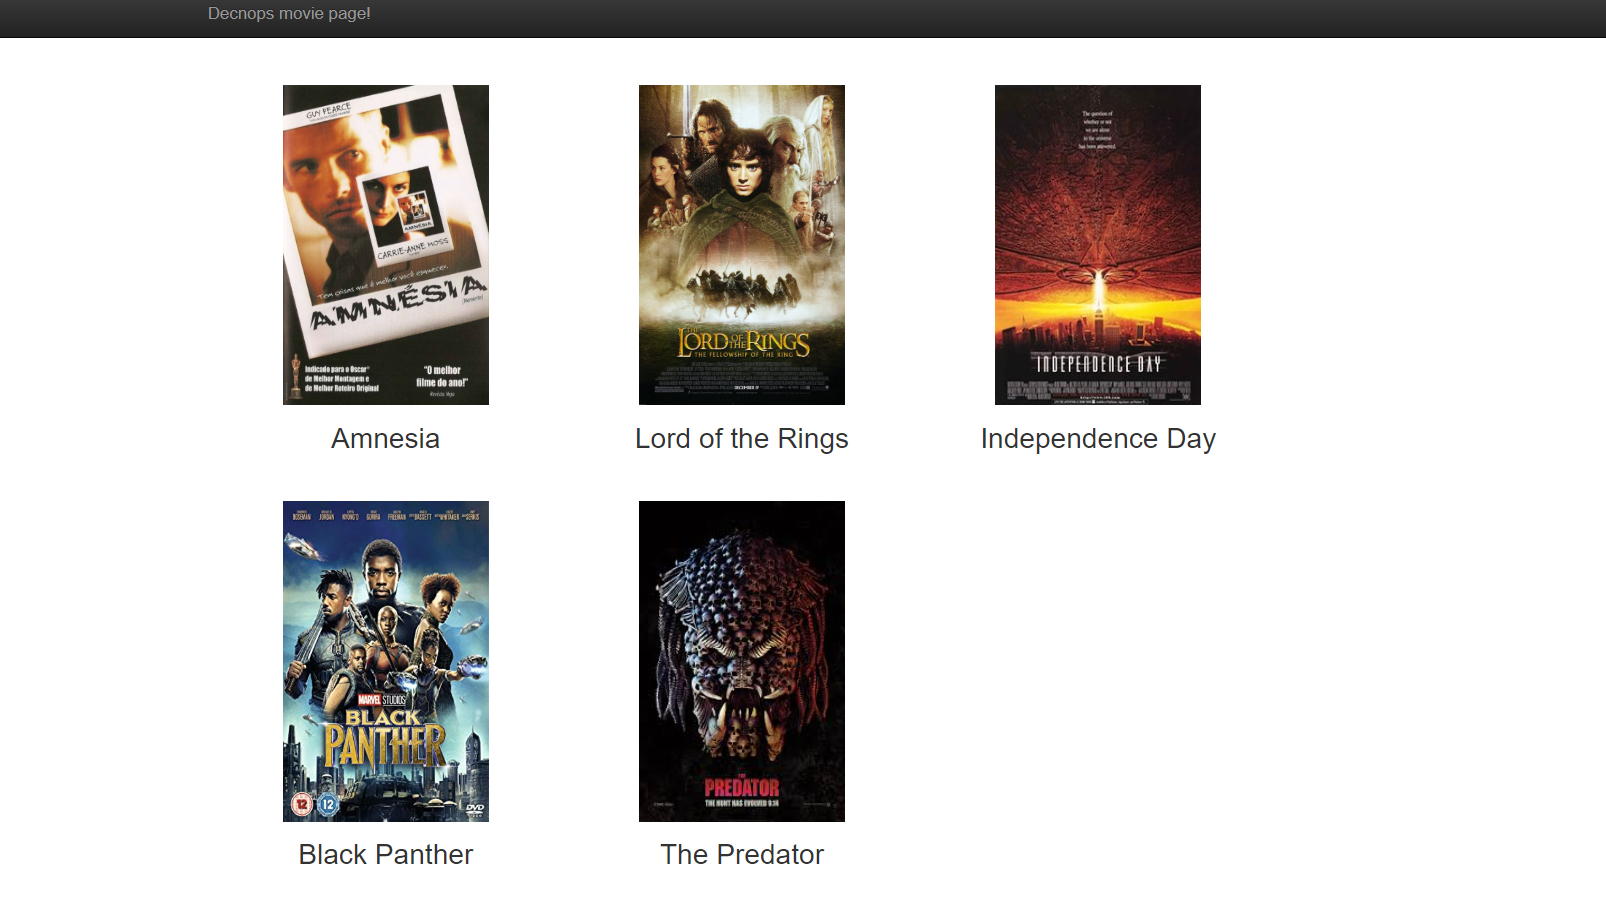 Decnops movie page!
GUY PEARCE
AMNESIA
CARRIE-ANNE MOSS
Tem coisas que é melhor você esquecer.
AMNÉSIA
(Memento)
Indicado para o Oscar®
de Melhor Montagem e
de Melhor Roteiro Original
"O melhor
filme do ano!"
Revista Veja
THE
LORD OF THE RINGS
THE FELLOWSHIP OF THE RING
DECEMBER 19
The question of
whether or not
we are alone
in the universe
has been answered.
INDEPENDENCE DAY
Amnesia
Lord of the Rings
Independence Day
BOSEMAN JORDAN NYONG'O GURIRA FREEMAN BASSETT WHITAKER SERKIS
MARVEL STUDIOS
BLACK
PANTHER
12 12
DVD
THE
PREDATOR
THE HUNT HAS EVOLVED 9.14
Black Panther
The Predator